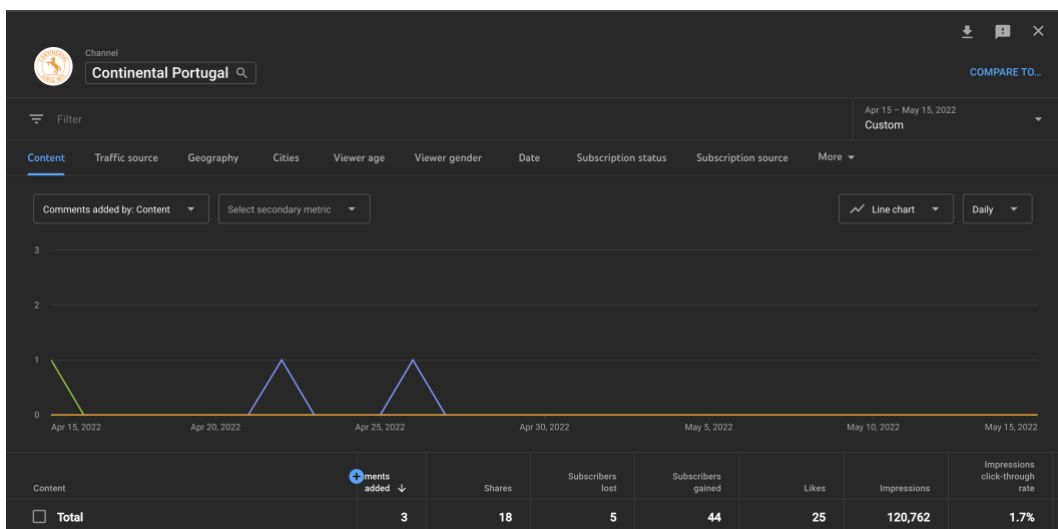 Channel
Continental Portugal
COMPARE TO...
Filter
Apr 15 – May 15, 2022
Custom
Content
Traffic source
Geography
Cities
Viewer age
Viewer gender
Date
Subscription status
Subscription source
More
Comments added by: Content
Select secondary metric
Line chart
Daily
3
2
1
0
Apr 15, 2022
Apr 20, 2022
Apr 25, 2022
Apr 30, 2022
May 5, 2022
May 10, 2022
May 15, 2022
Content
ments
added
Shares
Subscribers
lost
Subscribers
gained
Likes
Impressions
Impressions
click-through
rate
Total
3
18
5
44
25
120,762
1.7%